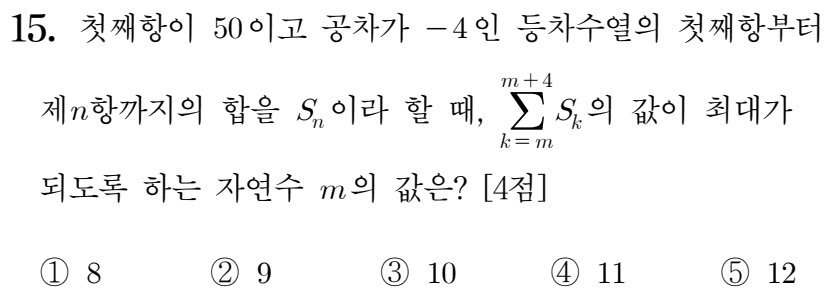 15. 첫째항이 50이고 공차가 −4인 등차수열의 첫째항부터
제n항까지의 합을 Sₙ이라 할 때, $\sum_{k=m}^{m+4} S_k$의 값이 최대가
되도록 하는 자연수 m의 값은? [4점]
① 8 ② 9 ③ 10 ④ 11 ⑤ 12